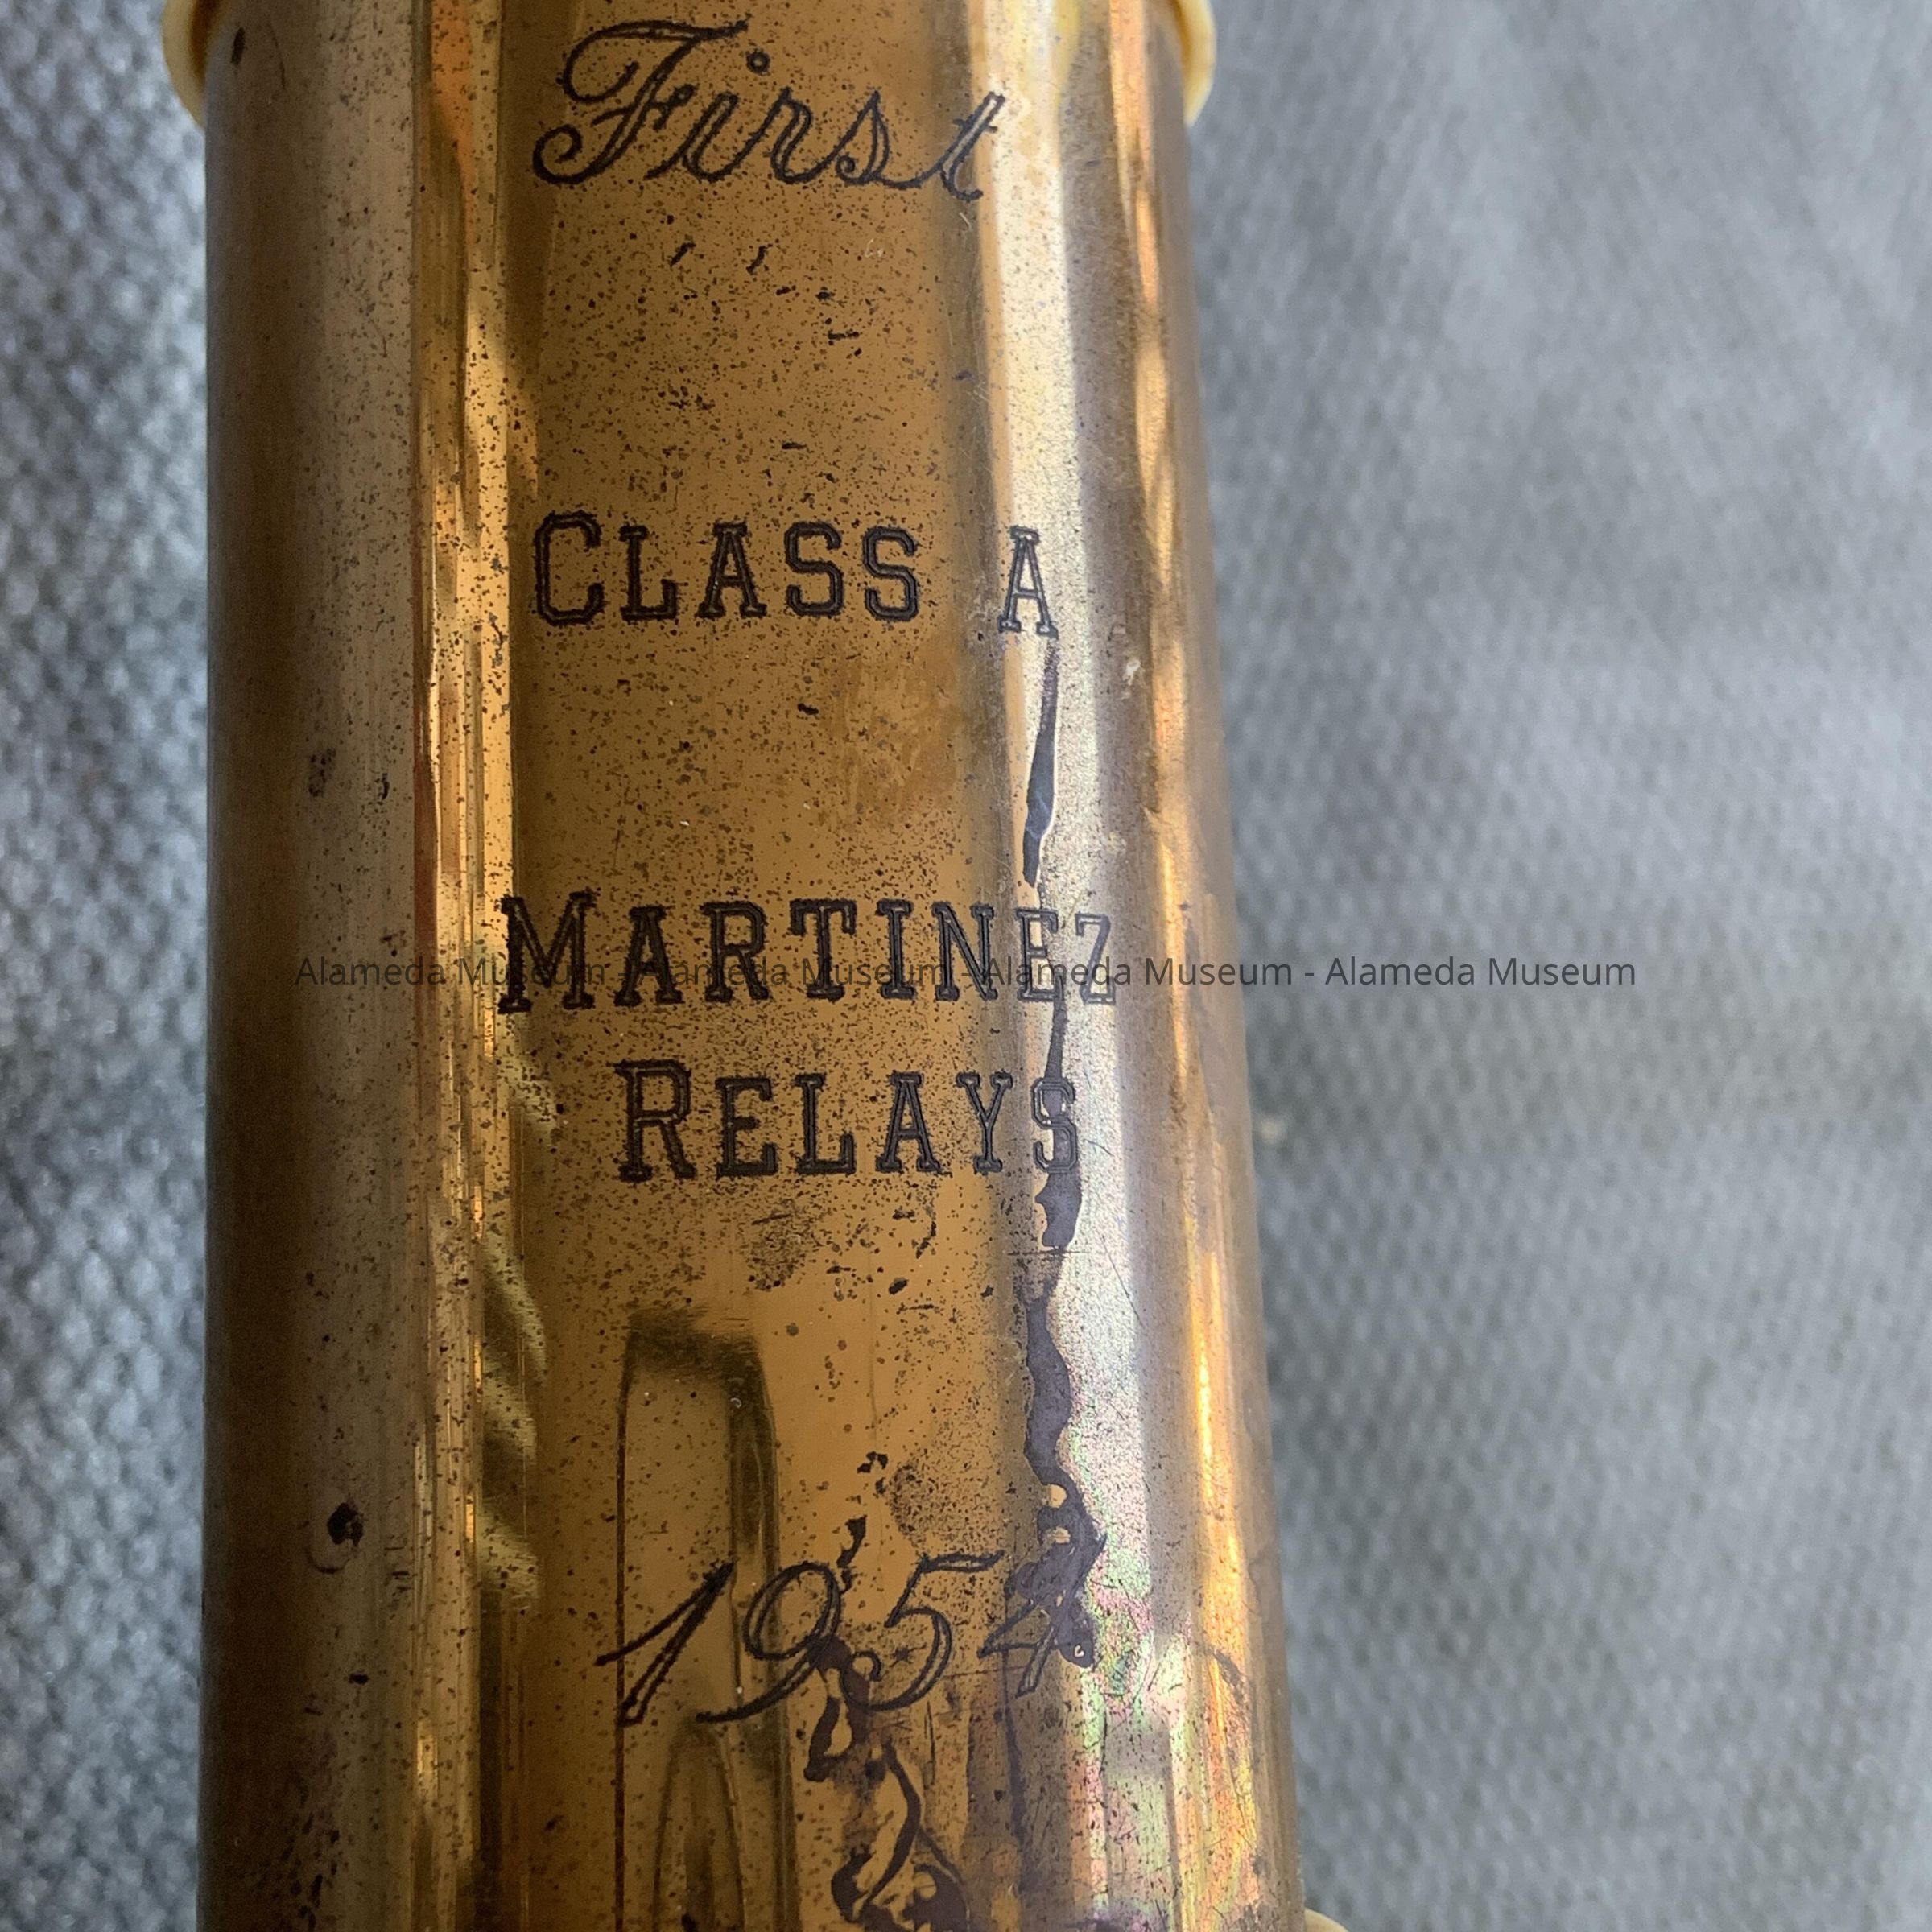 First
CLASS A
MARTINEZ
Alameda Museum - Alameda Museum - Alameda Museum - Alameda Museum
RELAYS
1954